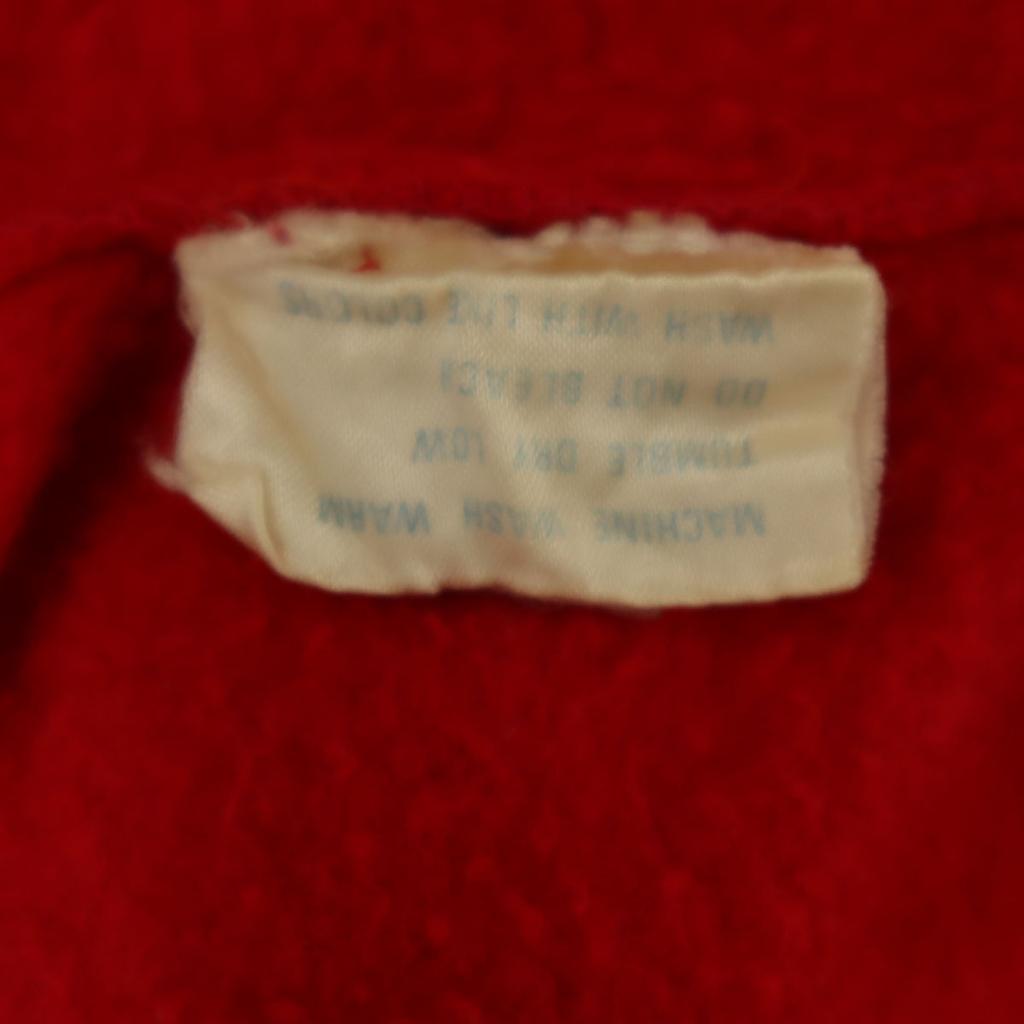 MACHINE WASH WARM
TUMBLE DRY LOW
DO NOT BLEACH
WASH WITH LIKE COLORS